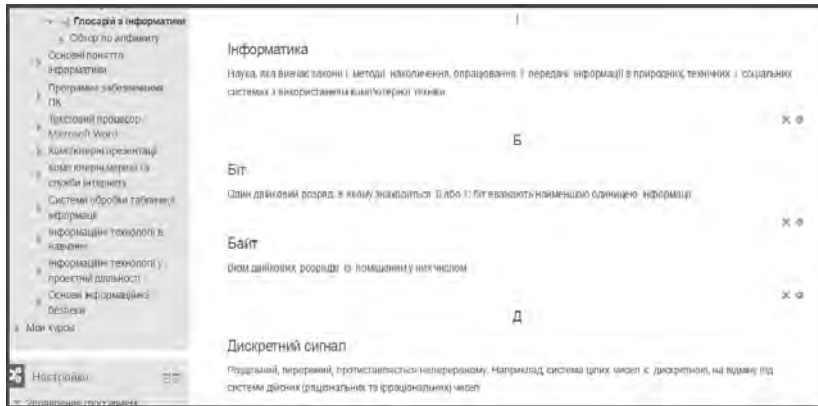 Глосарій з інформатики
Обзор по алфавиту
Основні поняття
інформатики
Програмне забезпечення
ПК
Текстовий процесор
Microsoft Word
Комп'ютерні презентації
Комп'ютерні мережі та
служби Інтернету
Системи обробки табличної
інформації
Інформаційні технології в
навчанні
Інформаційні технології у
проектній діяльності
Основи інформаційної
безпеки
Мои курсы
Настройки
Управление
І
Інформатика
Наука, яка вивчає закони і методи накопичення, опрацювання і передачі інформації в природних, технічних і соціальних
системах з використанням комп'ютерної техніки
Б
Біт
Один двійковий розряд, в якому знаходиться 0 або 1; біт вважають найменшою одиницею інформації
Байт
Вісім двійкових розрядів із поміщеним у них числом
Д
Дискретний сигнал
Роздільний, перервний, протиставляється неперервному. Наприклад, система цілих чисел є дискретною, на відміну від
системи дійсних (раціональних та ірраціональних) чисел